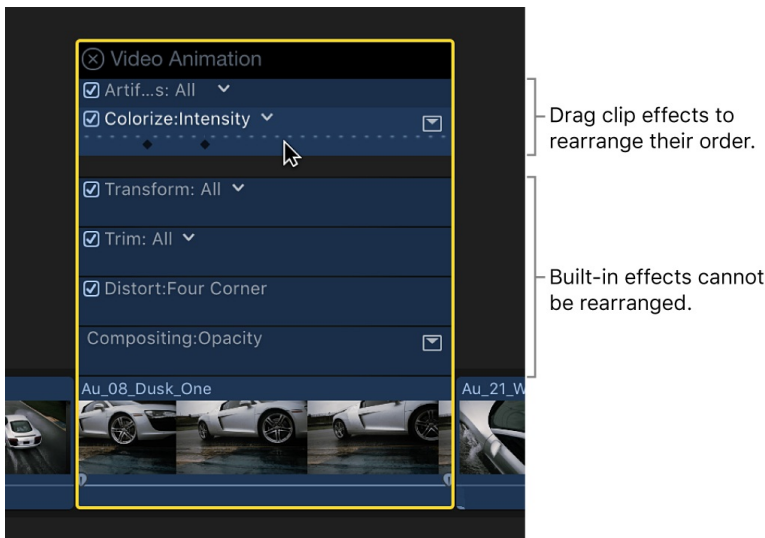 Video Animation
Artif...s: All
Colorize:Intensity
Drag clip effects to
rearrange their order.
Transform: All
Trim: All
Distort:Four Corner
Compositing:Opacity
Built-in effects cannot
be rearranged.
Au_08_Dusk_One
Au_21_W